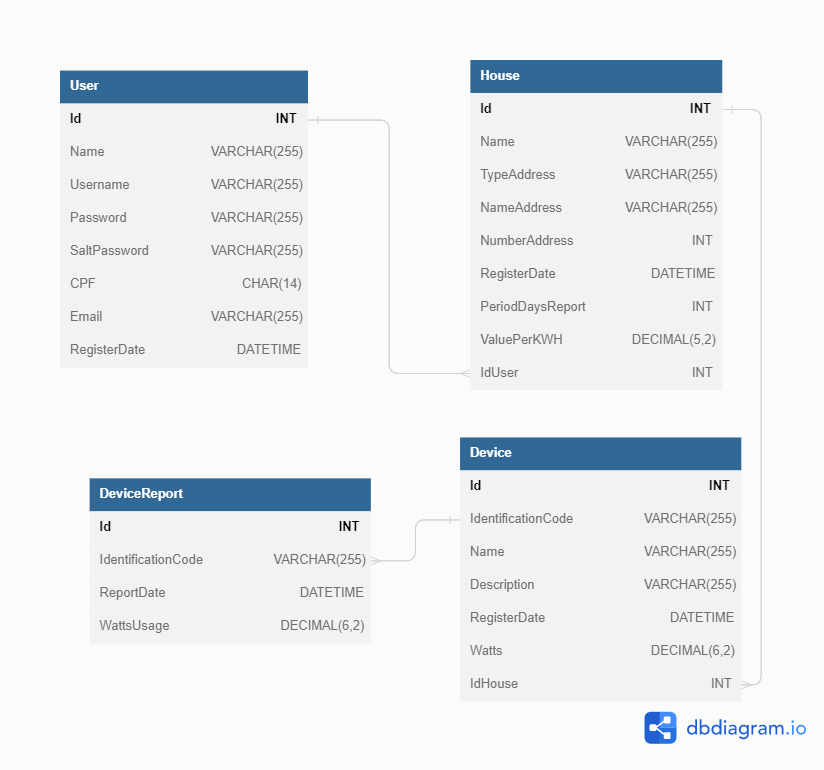 User
Id INT
Name VARCHAR(255)
Username VARCHAR(255)
Password VARCHAR(255)
SaltPassword VARCHAR(255)
CPF CHAR(14)
Email VARCHAR(255)
RegisterDate DATETIME
House
Id INT
Name VARCHAR(255)
TypeAddress VARCHAR(255)
NameAddress VARCHAR(255)
NumberAddress INT
RegisterDate DATETIME
PeriodDaysReport INT
ValuePerKWH DECIMAL(5,2)
IdUser INT
DeviceReport
Id INT
IdentificationCode VARCHAR(255)
ReportDate DATETIME
WattsUsage DECIMAL(6,2)
Device
Id INT
IdentificationCode VARCHAR(255)
Name VARCHAR(255)
Description VARCHAR(255)
RegisterDate DATETIME
Watts DECIMAL(6,2)
IdHouse INT
dbdiagram.io